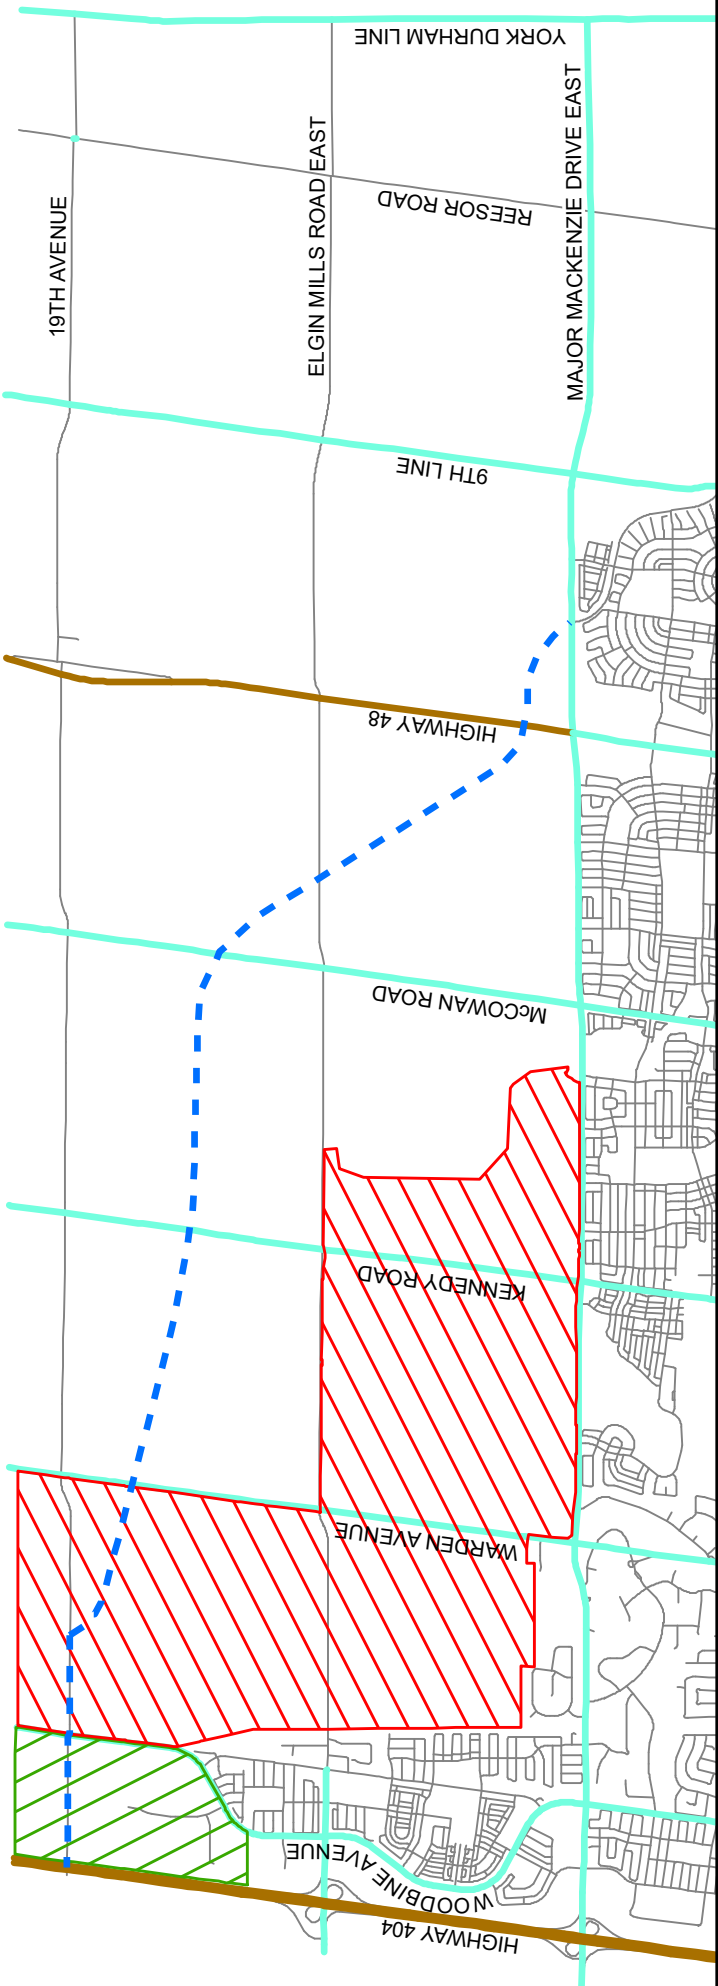 YORK DURHAM LINE
MAJOR MACKENZIE DRIVE EAST
ELGIN MILLS ROAD EAST
19TH AVENUE
REESOR ROAD
9TH LINE
HIGHWAY 48
McCOWAN ROAD
KENNEDY ROAD
WARDEN AVENUE
WOODBINE AVENUE
HIGHWAY 404